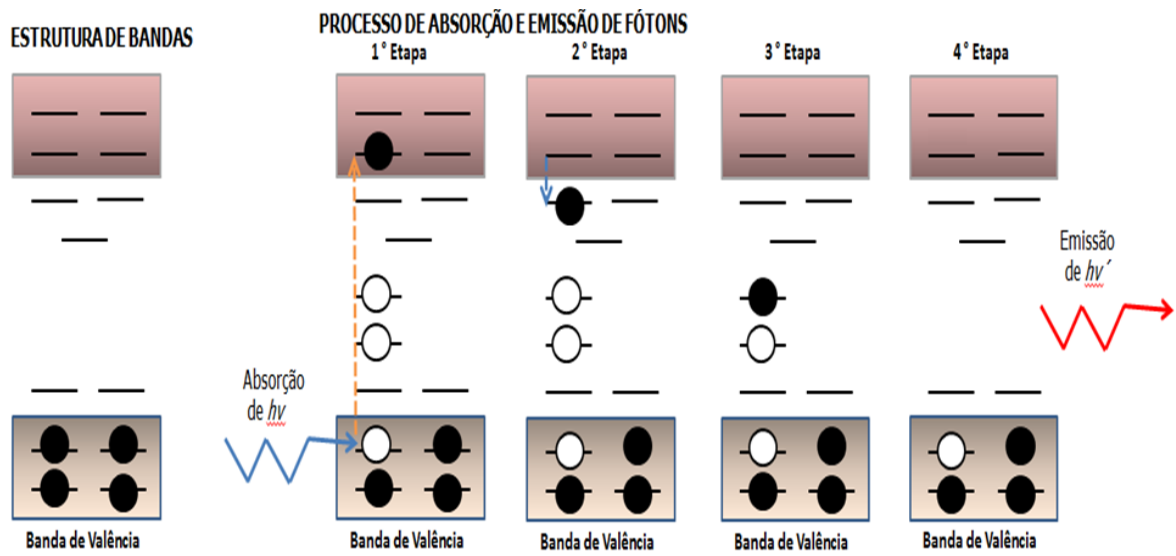 ESTRUTURA DE BANDAS
PROCESSO DE ABSORÇÃO E EMISSÃO DE FÓTONS
1° Etapa
2° Etapa
3° Etapa
4° Etapa
Emissão
de hv´
Absorção
de hv
Banda de Valência
Banda de Valência
Banda de Valência
Banda de Valência
Banda de Valência